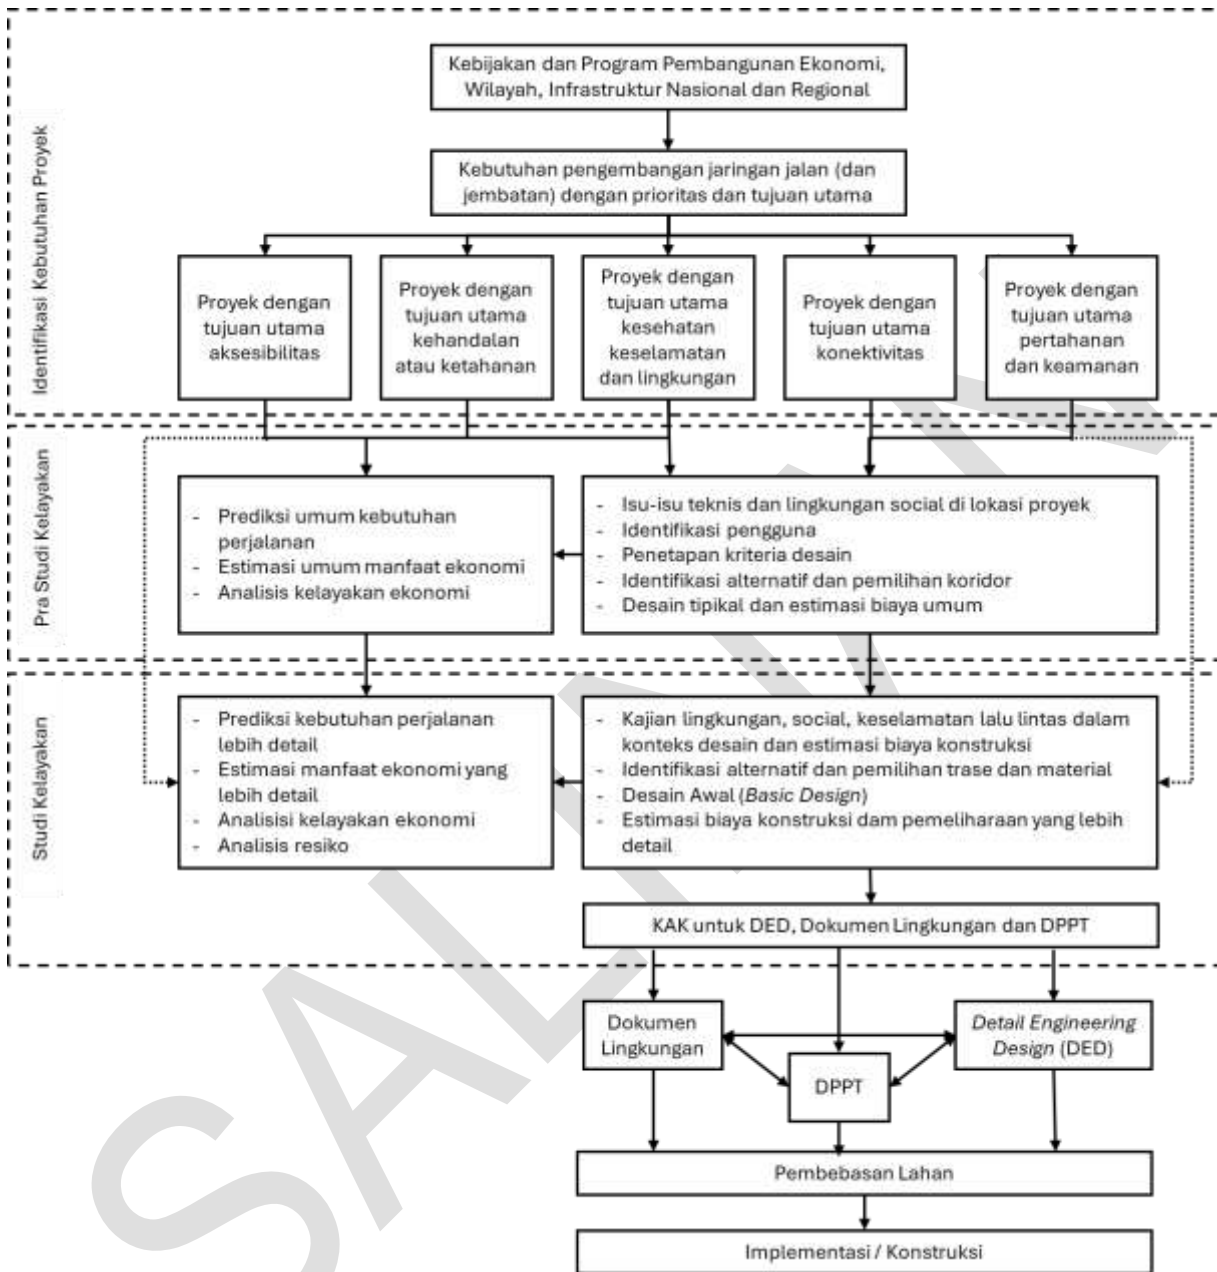 Kebijakan dan Program Pembangunan Ekonomi,
Wilayah, Infrastruktur Nasional dan Regional
Identifikasi Kebutuhan Proyek
Kebutuhan pengembangan jaringan jalan (dan
jembatan) dengan prioritas dan tujuan utama
Proyek dengan
tujuan utama
aksesibilitas
Proyek dengan
tujuan utama
kehandalan
atau ketahanan
Proyek dengan
tujuan utama
kesehatan
keselamatan
dan lingkungan
Proyek dengan
tujuan utama
konektivitas
Proyek dengan
tujuan utama
pertahanan
dan keamanan
Pra Studi Kelayakan
- Prediksi umum kebutuhan
perjalanan
- Estimasi umum manfaat ekonomi
- Analisis kelayakan ekonomi
- Isu-isu teknis dan lingkungan social di lokasi proyek
- Identifikasi pengguna
- Penetapan kriteria desain
- Identifikasi alternatif dan pemilihan koridor
- Desain tipikal dan estimasi biaya umum
Studi Kelayakan
- Prediksi kebutuhan perjalanan
lebih detail
- Estimasi manfaat ekonomi yang
lebih detail
- Analisisi kelayakan ekonomi
- Analisis resiko
- Kajian lingkungan, social, keselamatan lalu lintas dalam
konteks desain dan estimasi biaya konstruksi
- Identifikasi alternatif dan pemilihan trase dan material
- Desain Awal (Basic Design)
- Estimasi biaya konstruksi dam pemeliharaan yang lebih
detail
KAK untuk DED, Dokumen Lingkungan dan DPPT
Dokumen
Lingkungan
DPPT
Detail Engineering
Design (DED)
Pembebasan Lahan
Implementasi / Konstruksi
SALINAN